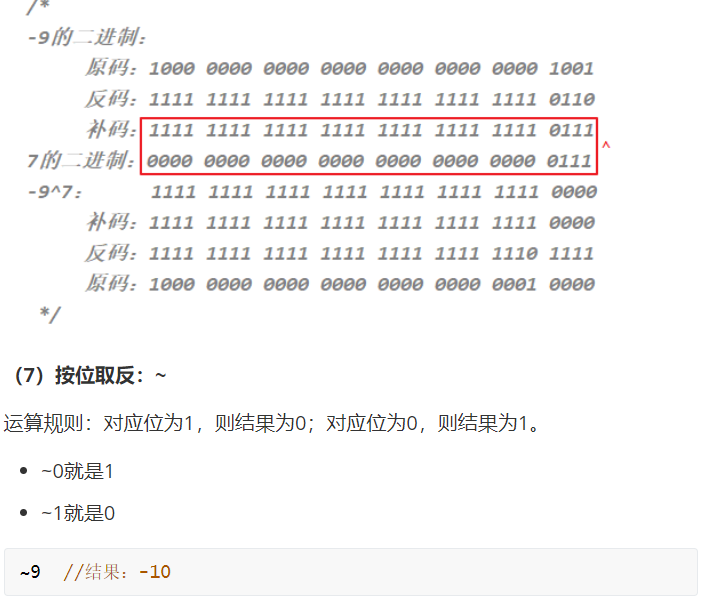 /*
-9的二进制：
原码：1000 0000 0000 0000 0000 0000 0000 1001
反码：1111 1111 1111 1111 1111 1111 1111 0110
补码：1111 1111 1111 1111 1111 1111 1111 0111
^
7的二进制：0000 0000 0000 0000 0000 0000 0000 0111
-9^7： 1111 1111 1111 1111 1111 1111 1111 0000
补码：1111 1111 1111 1111 1111 1111 1111 0000
反码：1111 1111 1111 1111 1111 1111 1110 1111
原码：1000 0000 0000 0000 0000 0000 0001 0000
*/
（7）按位取反：~
运算规则：对应位为1，则结果为0；对应位为0，则结果为1。
• ~0就是1
• ~1就是0
~9 //结果：-10